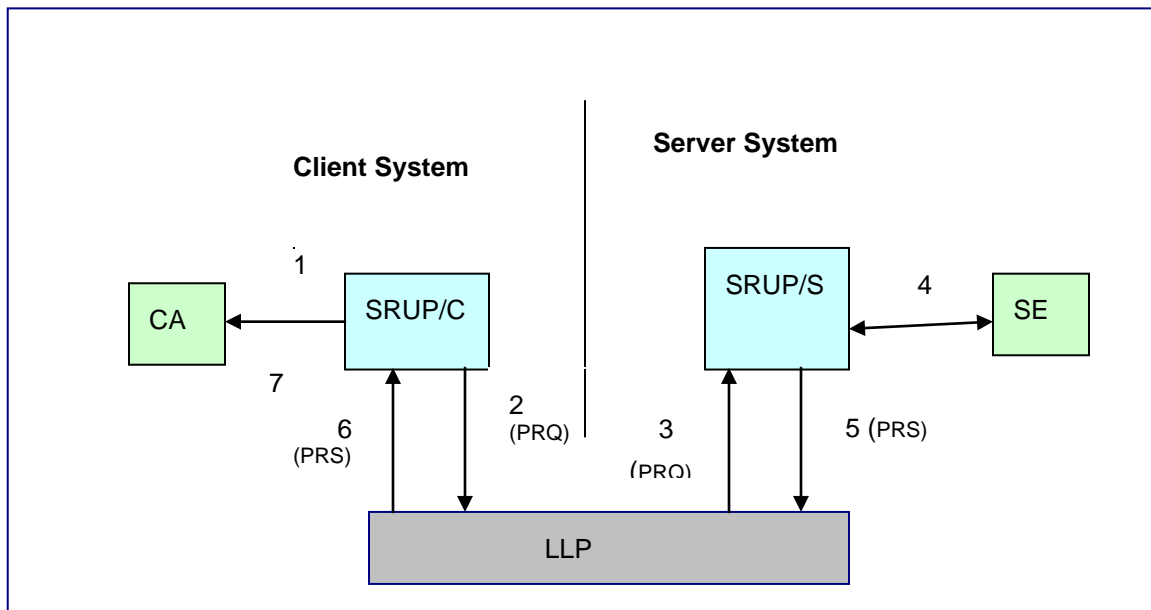 Client System
Server System
1
CA
SRUP/C
7
6
(PRS)
2
(PRQ)
SRUP/S
4
SE
3
(PRQ)
5 (PRS)
LLP